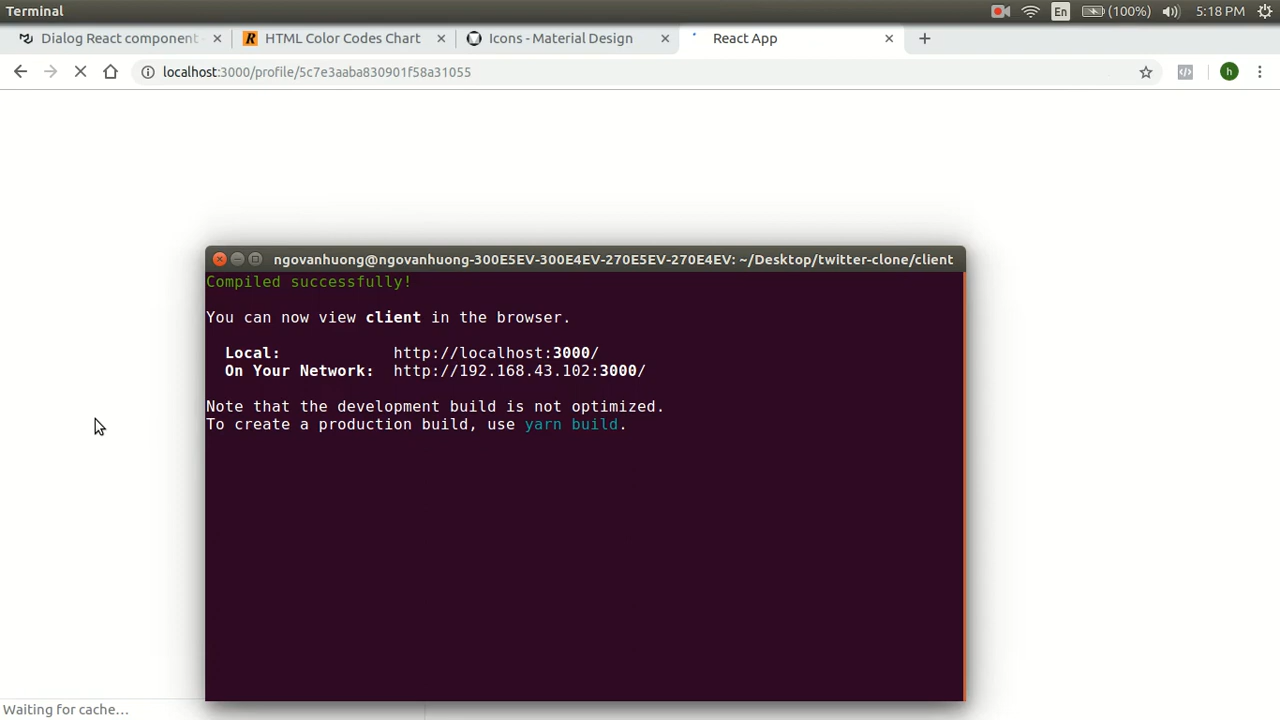 Terminal
En
(100%)
5:18 PM
Dialog React component
HTML Color Codes Chart
Icons - Material Design
React App
localhost:3000/profile/5c7e3aaba830901f58a31055
h
ngovanhuong@ngovanhuong-300E5EV-300E4EV-270E5EV-270E4EV: ~/Desktop/twitter-clone/client
Compiled successfully!
You can now view client in the browser.
Local: http://localhost:3000/
On Your Network: http://192.168.43.102:3000/
Note that the development build is not optimized.
To create a production build, use yarn build.
Waiting for cache…